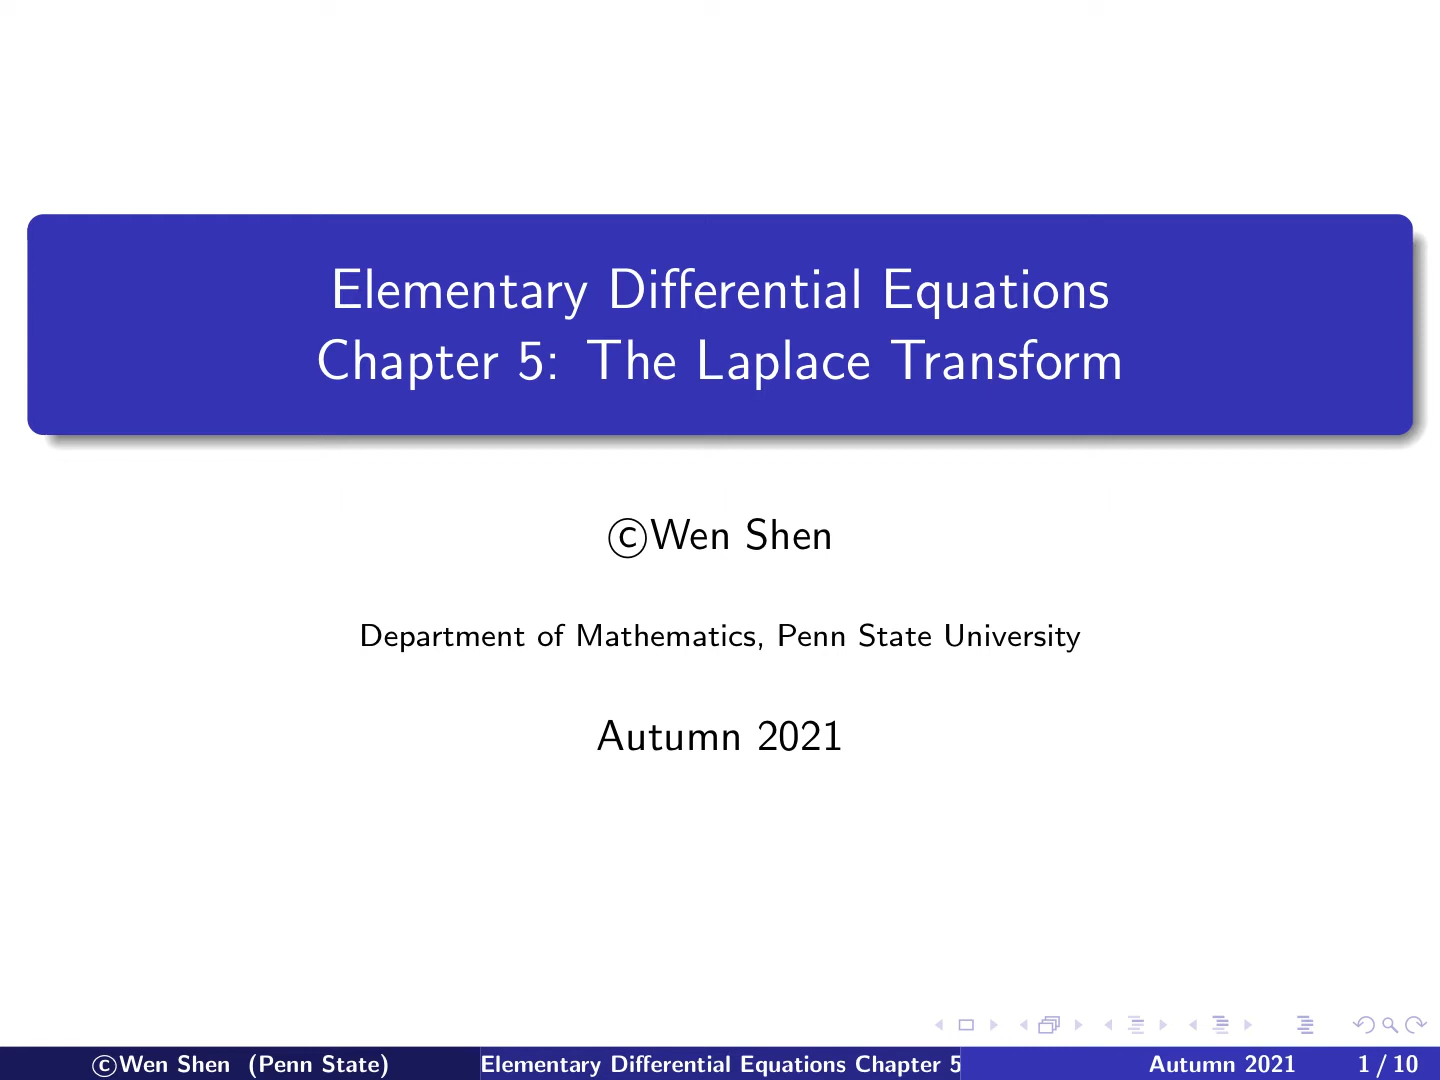 Elementary Differential Equations
Chapter 5: The Laplace Transform
©Wen Shen
Department of Mathematics, Penn State University
Autumn 2021
©Wen Shen (Penn State)
Elementary Differential Equations Chapter 5
Autumn 2021
1 / 10